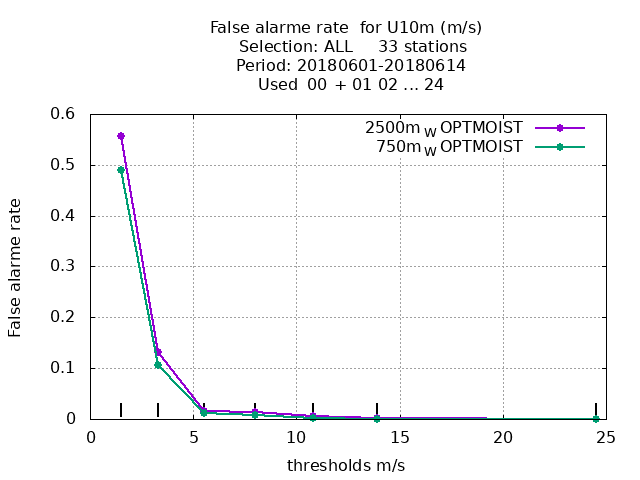 False alarme rate  for U10m (m/s)
Selection: ALL     33 stations
Period: 20180601-20180614
Used  00  + 01 02 ... 24
2500m W OPTMOIST
750m W OPTMOIST
False alarme rate
0.6
0.5
0.4
0.3
0.2
0.1
0
0 5 10 15 20 25
thresholds m/s